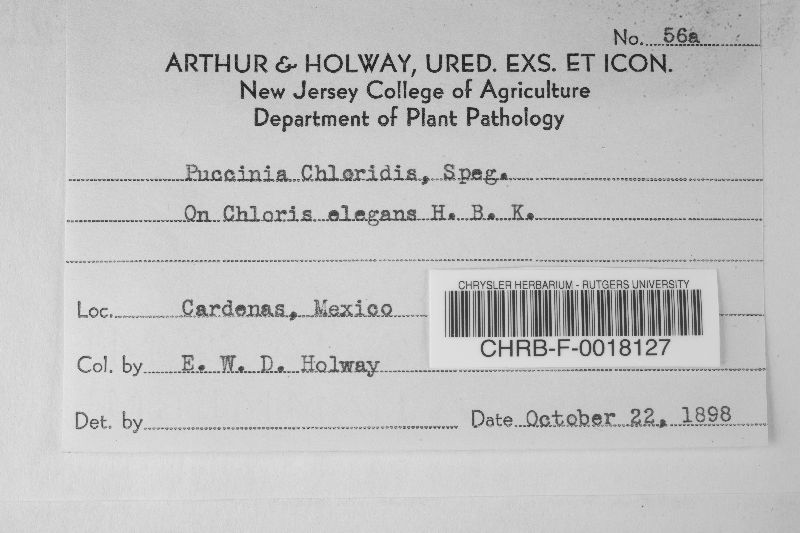 No. 56a
ARTHUR & HOLWAY, URED. EXS. ET ICON.
New Jersey College of Agriculture
Department of Plant Pathology
Puccinia Chloridis, Speg.
On Chloris elegans H. B. K.
Loc. Cardenas, Mexico
CHRYSLER HERBARIUM - RUTGERS UNIVERSITY
CHRB-F-0018127
Col. by E. W. D. Holway
Det. by Date October 22, 1898